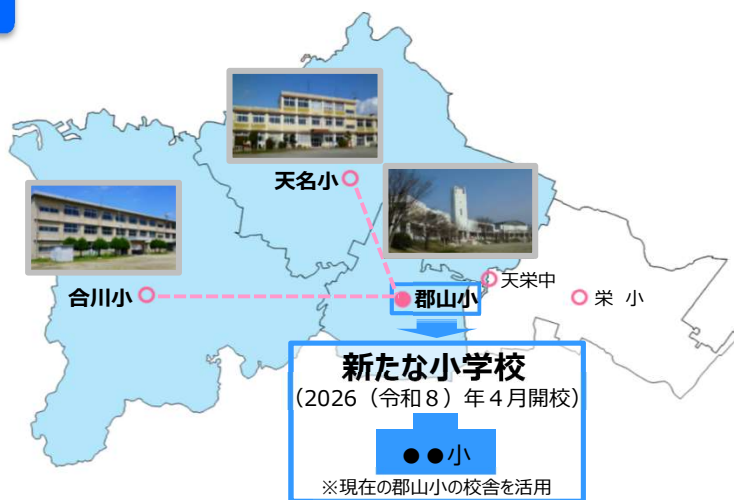 天名小
合川小
郡山小
天栄中
栄 小
新たな小学校
(2026(令和8)年4月開校)
●●小
※現在の郡山小の校舎を活用